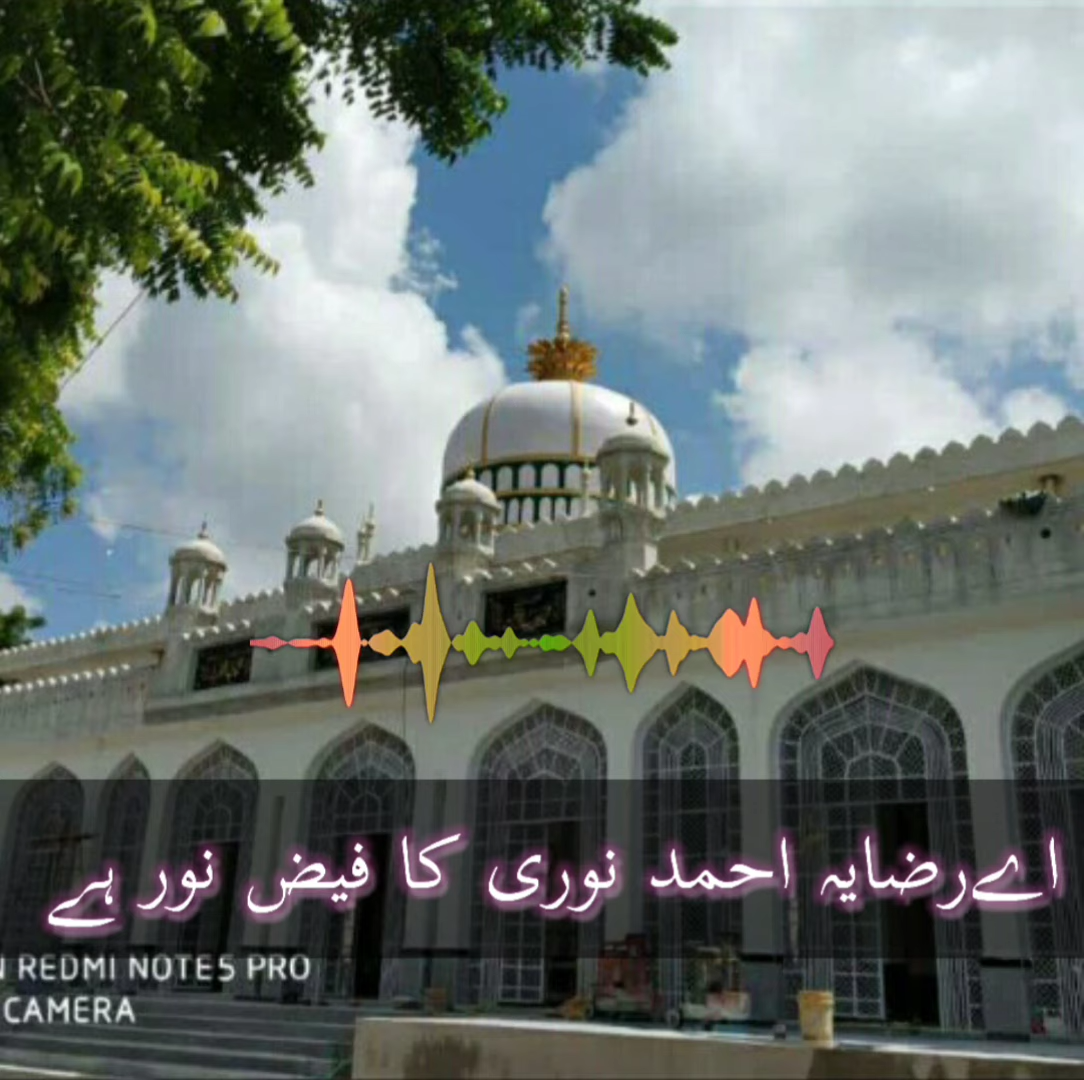 اےرضایہ احمد نوری کا فیض نور ہے
N REDMI NOTE5 PRO
CAMERA